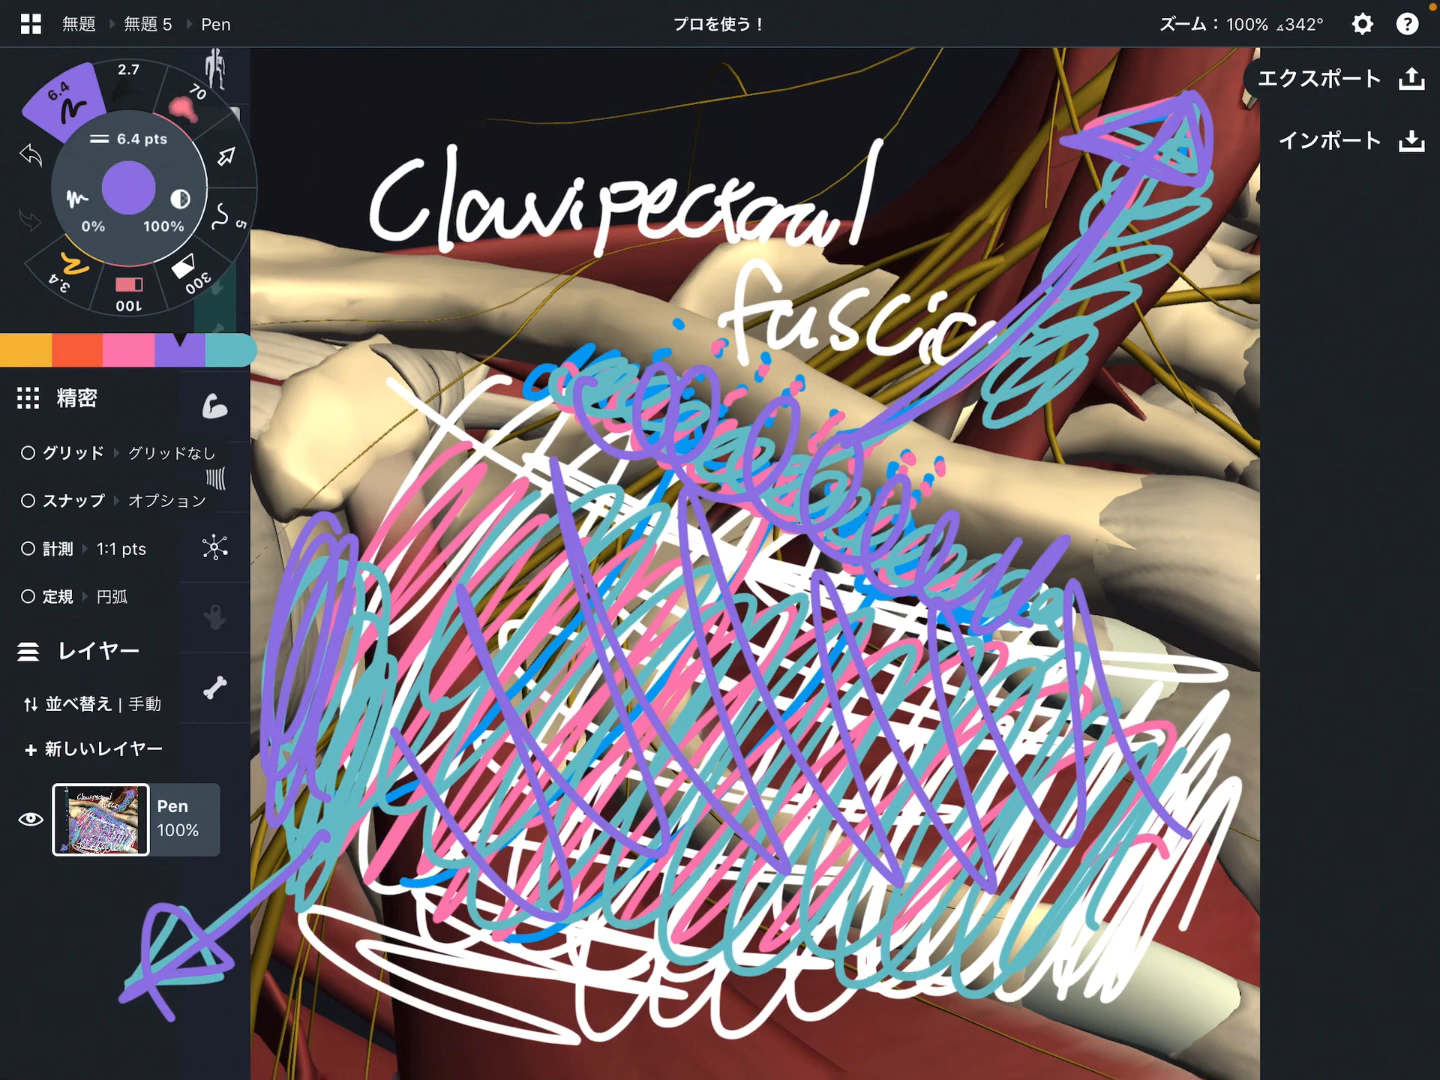 無題 無題 5 Pen
プロを使う！
ズーム： 100% ⊿342°
エクスポート
インポート
2.7
6.4
70
6.4 pts
0% 100%
5
3.4
100
300
Clavipectoral
fascia
精密
グリッド グリッドなし
スナップ オプション
計測 1:1 pts
定規 円弧
レイヤー
並べ替え | 手動
+ 新しいレイヤー
Pen
100%